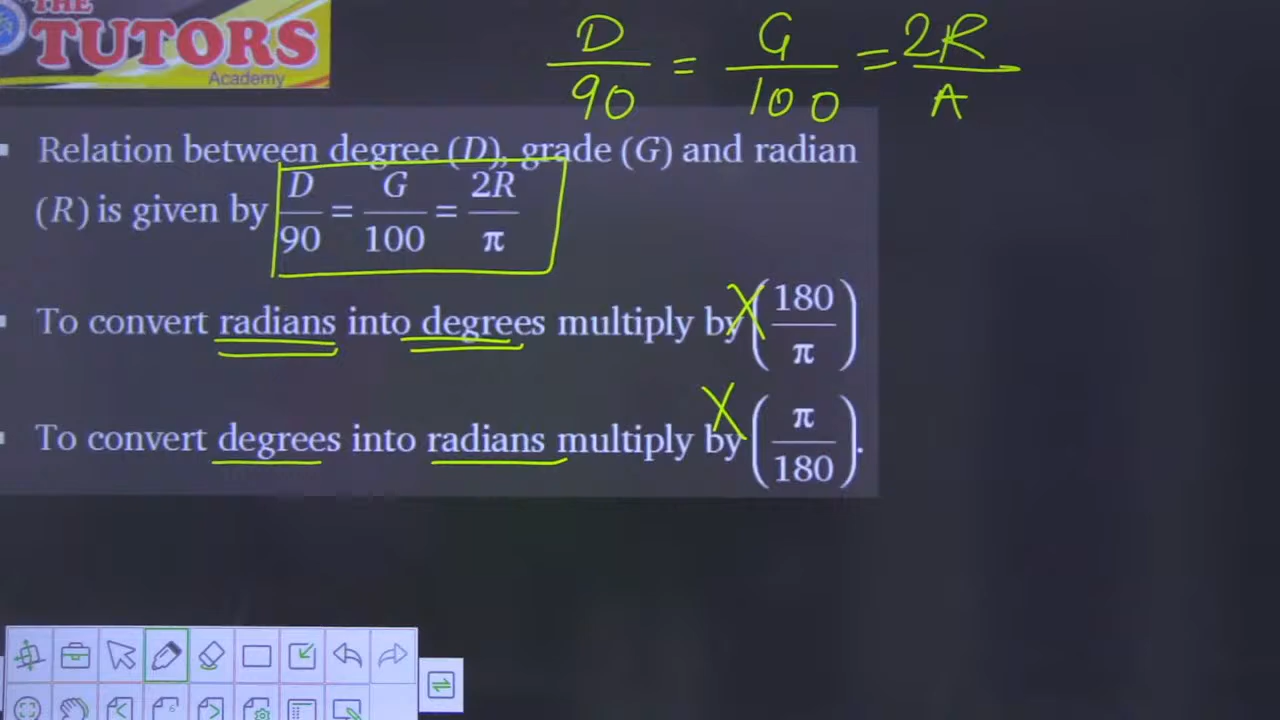 THE
TUTORS
Academy
D/90 = G/100 = 2R/A
Relation between degree (D), grade (G) and radian
(R) is given by D/90 = G/100 = 2R/π
To convert radians into degrees multiply by X (180/π)
To convert degrees into radians multiply by X (π/180).